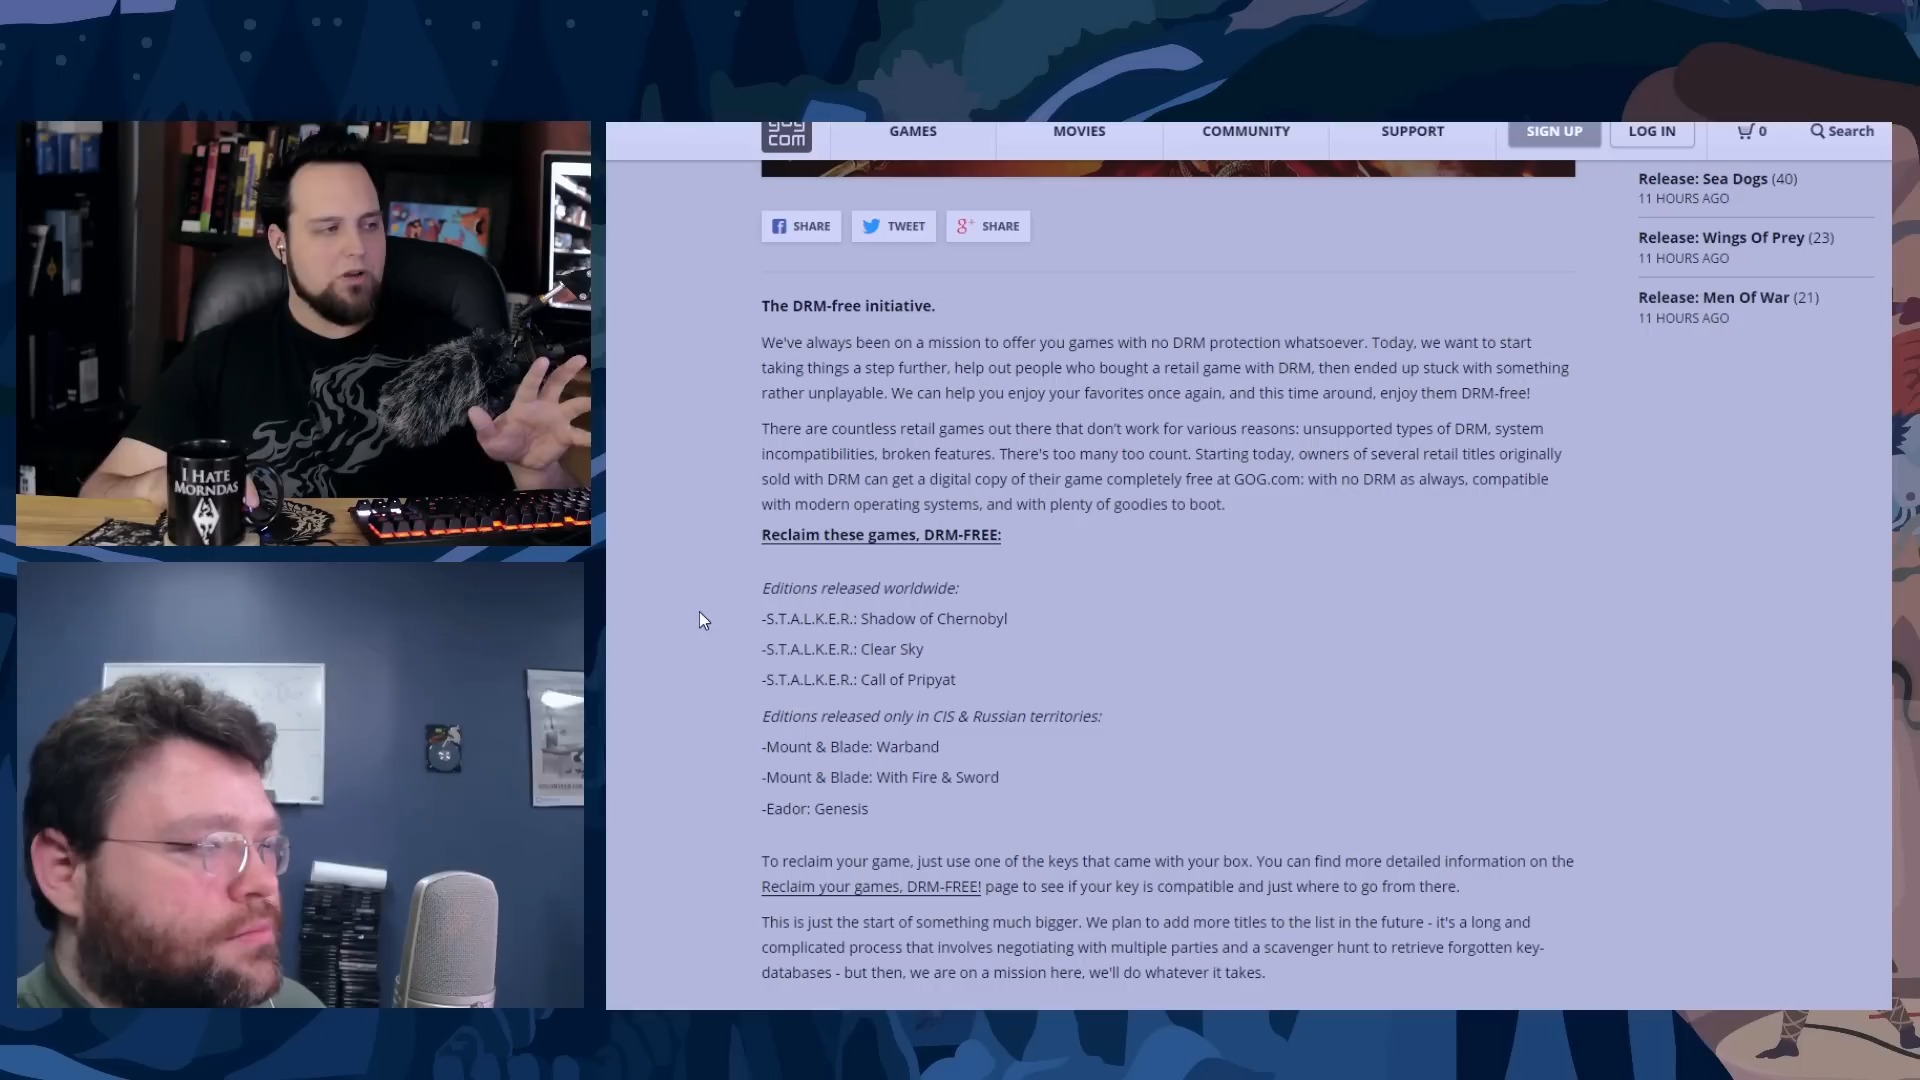 I HATE
MORNDAS
gog
com
GAMES
MOVIES
COMMUNITY
SUPPORT
SIGN UP
LOG IN
0
Search
SHARE
TWEET
g+ SHARE
Release: Sea Dogs (40)
11 HOURS AGO
Release: Wings Of Prey (23)
11 HOURS AGO
Release: Men Of War (21)
11 HOURS AGO
The DRM-free initiative.
We've always been on a mission to offer you games with no DRM protection whatsoever. Today, we want to start
taking things a step further, help out people who bought a retail game with DRM, then ended up stuck with something
rather unplayable. We can help you enjoy your favorites once again, and this time around, enjoy them DRM-free!
There are countless retail games out there that don't work for various reasons: unsupported types of DRM, system
incompatibilities, broken features. There's too many too count. Starting today, owners of several retail titles originally
sold with DRM can get a digital copy of their game completely free at GOG.com: with no DRM as always, compatible
with modern operating systems, and with plenty of goodies to boot.
Reclaim these games, DRM-FREE:
Editions released worldwide:
-S.T.A.L.K.E.R.: Shadow of Chernobyl
-S.T.A.L.K.E.R.: Clear Sky
-S.T.A.L.K.E.R.: Call of Pripyat
Editions released only in CIS & Russian territories:
-Mount & Blade: Warband
-Mount & Blade: With Fire & Sword
-Eador: Genesis
To reclaim your game, just use one of the keys that came with your box. You can find more detailed information on the
Reclaim your games, DRM-FREE! page to see if your key is compatible and just where to go from there.
This is just the start of something much bigger. We plan to add more titles to the list in the future - it's a long and
complicated process that involves negotiating with multiple parties and a scavenger hunt to retrieve forgotten key-
databases - but then, we are on a mission here, we'll do whatever it takes.